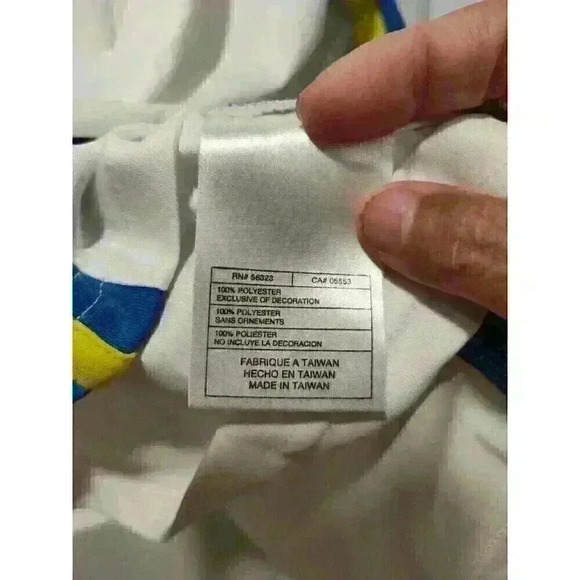 RN# 56323 CA# 05553
100% POLYESTER
EXCLUSIVE OF DECORATION
100% POLYESTER
SANS ORNEMENTS
100% POLIESTER
NO INCLUYE LA DECORACION
FABRIQUE A TAIWAN
HECHO EN TAIWAN
MADE IN TAIWAN